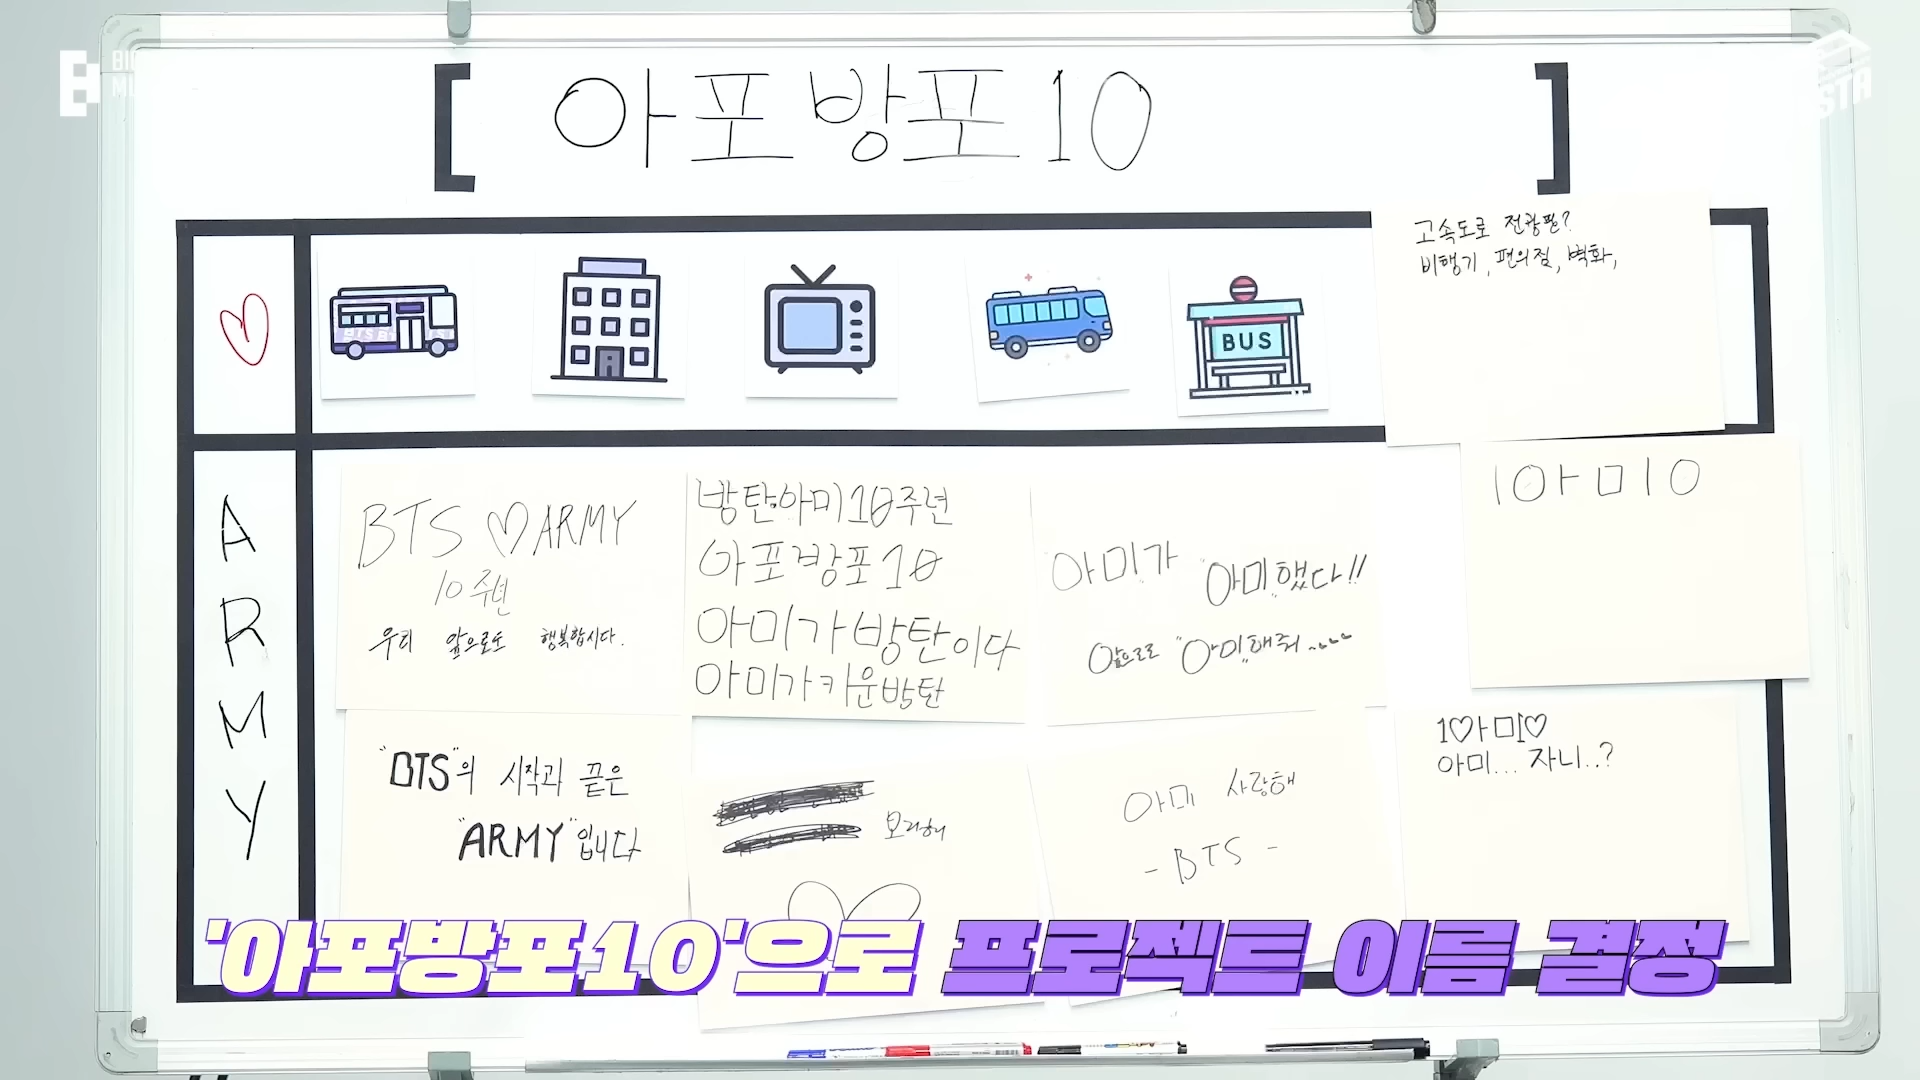 [ 아포방포10 ]
고속도로 전광판?
비행기, 편의점, 벽화,
♡
BTS
BUS
ARMY
BTS ♡ ARMY
10주년
우리 앞으로도 행복합시다.
방탄아미10주년
아포방포10
아미가 방탄이다
아미가 키운 방탄
아미가 "아미"했다!!
앞으로도 "아미"해줘
1아미0
"BTS"의 시작과 끝은
"ARMY"입니다
보라해
아미 사랑해
- BTS -
1♡아미♡
아미... 자니..?
'아포방포10'으로 프로젝트 이름 결정